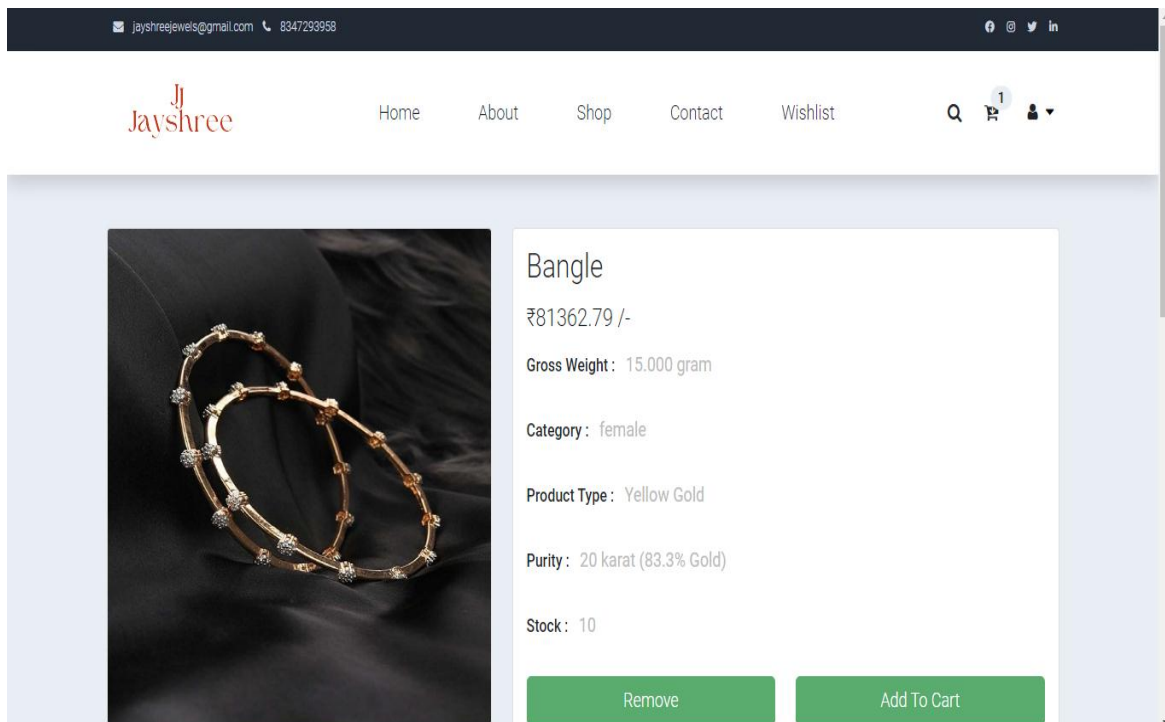 jayshreejewels@gmail.com 8347293958
JJ
Jayshree
Home About Shop Contact Wishlist
1
Bangle
₹81362.79 /-
Gross Weight : 15.000 gram
Category : female
Product Type : Yellow Gold
Purity : 20 karat (83.3% Gold)
Stock : 10
Remove Add To Cart